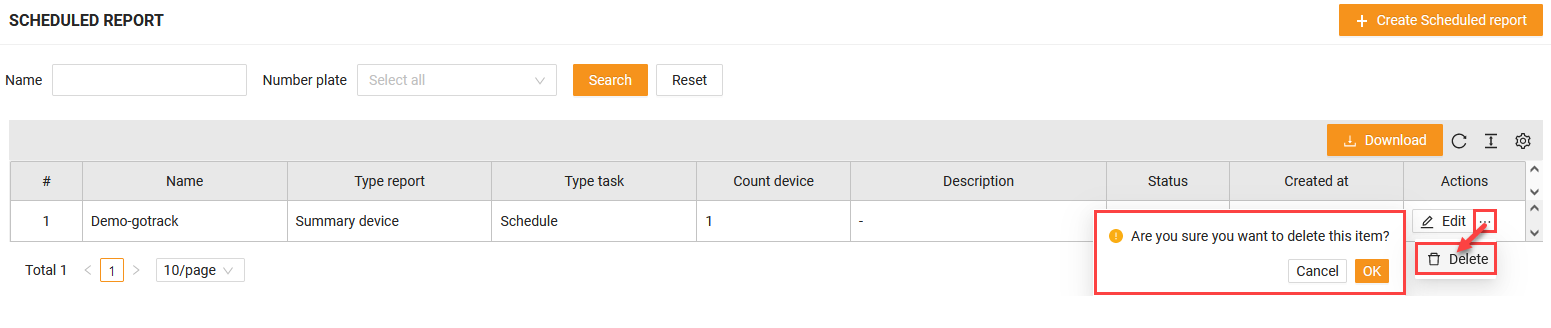 SCHEDULED REPORT
+ Create Scheduled report
Name
Number plate Select all
Search Reset
Download
# Name Type report Type task Count device Description Status Created at Actions
1 Demo-gotrack Summary device Schedule 1 - Edit ...
Are you sure you want to delete this item?
Cancel OK
Delete
Total 1 < 1 > 10/page